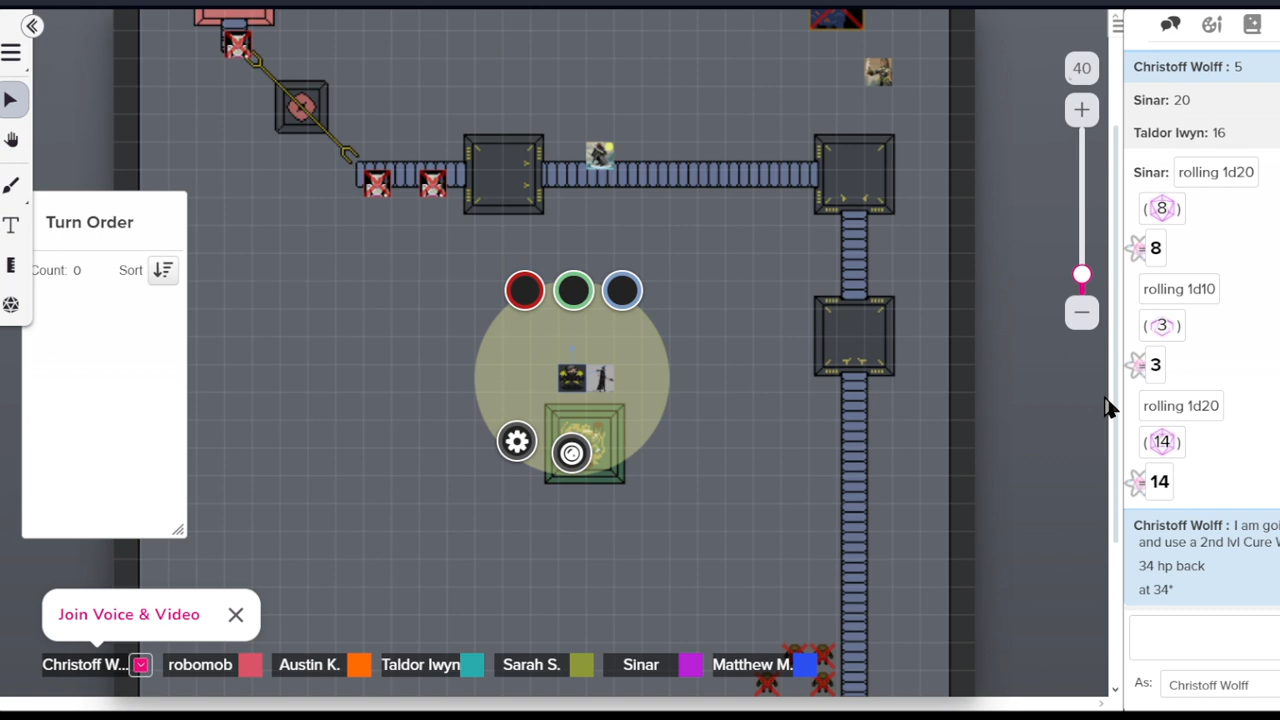 40
Turn Order
Count: 0
Sort
Join Voice & Video
Christoff W...
robomob
Austin K.
Taldor Iwyn
Sarah S.
Sinar
Matthew M.
Christoff Wolff : 5
Sinar: 20
Taldor Iwyn: 16
Sinar: rolling 1d20
(8)
= 8
rolling 1d10
(3)
= 3
rolling 1d20
(14)
= 14
Christoff Wolff : I am goi
and use a 2nd lvl Cure W
34 hp back
at 34*
As: Christoff Wolff